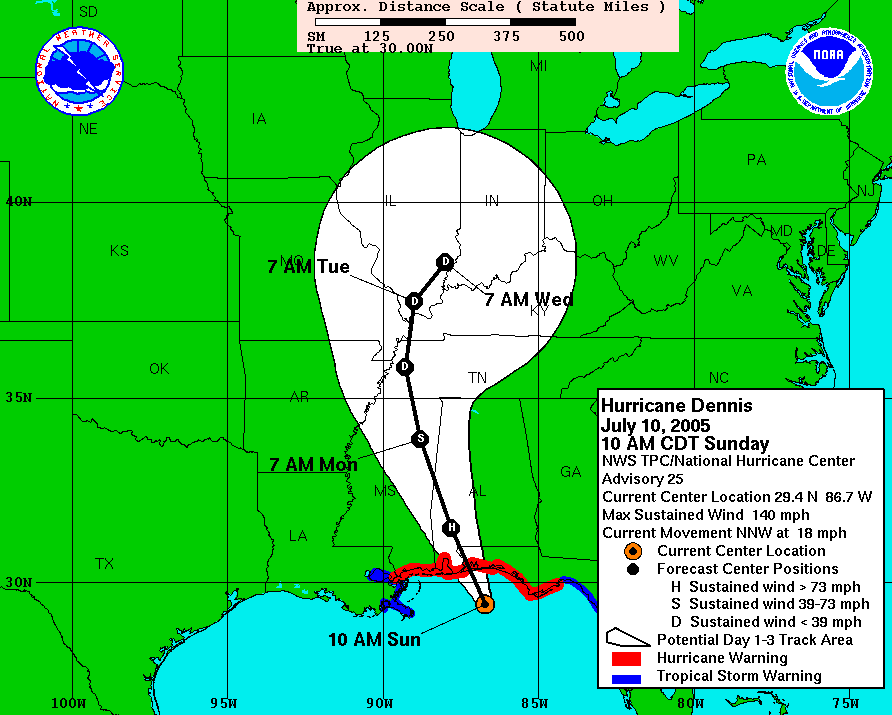 Approx. Distance Scale ( Statute Miles )
SM 125 250 375 500
True at 30.00N
SD
MI
NATIONAL WEATHER SERVICE
NOAA
IA
NE
PA
NJ
40N
IL
IN
OH
MD
DE
KS
MO
WV
7 AM Tue
D
D
7 AM Wed
VA
KY
OK
D
TN
NC
35N
AR
S
7 AM Mon
GA
MS
AL
H
LA
TX
30N
10 AM Sun
100W
95W
90W
85W
80W
75W
Hurricane Dennis
July 10, 2005
10 AM CDT Sunday
NWS TPC/National Hurricane Center
Advisory 25
Current Center Location 29.4 N 86.7 W
Max Sustained Wind 140 mph
Current Movement NNW at 18 mph
Current Center Location
Forecast Center Positions
H Sustained wind > 73 mph
S Sustained wind 39-73 mph
D Sustained wind < 39 mph
Potential Day 1-3 Track Area
Hurricane Warning
Tropical Storm Warning